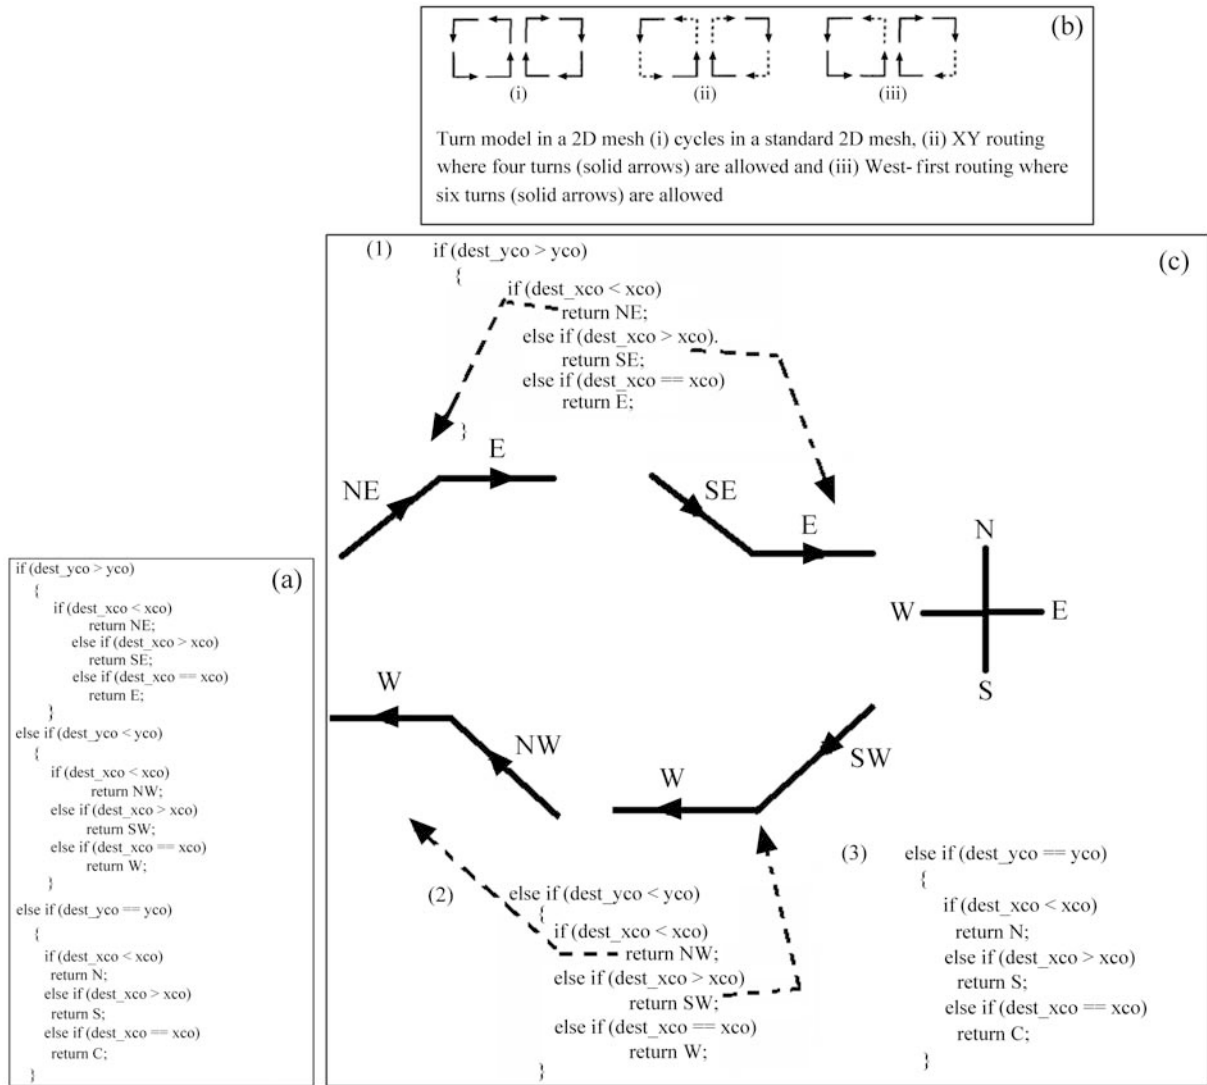 (b)
(i)
(ii)
(iii)
Turn model in a 2D mesh (i) cycles in a standard 2D mesh, (ii) XY routing
where four turns (solid arrows) are allowed and (iii) West- first routing where
six turns (solid arrows) are allowed
(c)
(1)
if (dest_yco > yco)
{
if (dest_xco < xco)
return NE;
else if (dest_xco > xco).
return SE;
else if (dest_xco == xco)
return E;
}
NE
E
SE
E
N
W
E
S
W
NW
W
SW
(2)
else if (dest_yco < yco)
{
if (dest_xco < xco)
return NW;
else if (dest_xco > xco)
return SW;
else if (dest_xco == xco)
return W;
}
(3)
else if (dest_yco == yco)
{
if (dest_xco < xco)
return N;
else if (dest_xco > xco)
return S;
else if (dest_xco == xco)
return C;
}
(a)
if (dest_yco > yco)
{
if (dest_xco < xco)
return NE;
else if (dest_xco > xco)
return SE;
else if (dest_xco == xco)
return E;
}
else if (dest_yco < yco)
{
if (dest_xco < xco)
return NW;
else if (dest_xco > xco)
return SW;
else if (dest_xco == xco)
return W;
}
else if (dest_yco == yco)
{
if (dest_xco < xco)
return N;
else if (dest_xco > xco)
return S;
else if (dest_xco == xco)
return C;
}